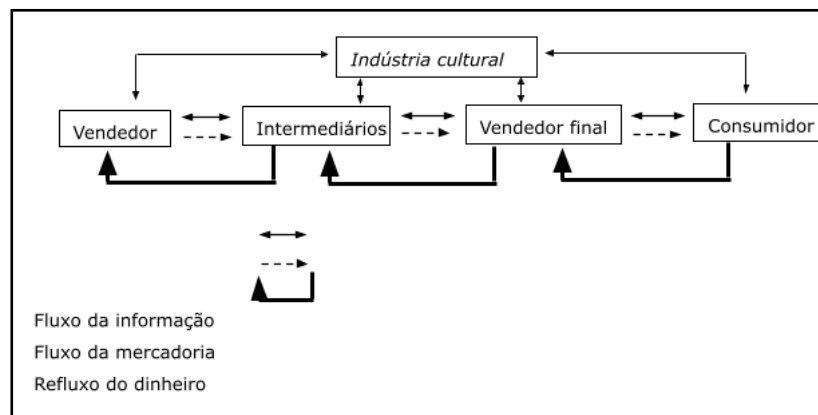 Indústria cultural
Vendedor
Intermediários
Vendedor final
Consumidor
Fluxo da informação
Fluxo da mercadoria
Refluxo do dinheiro